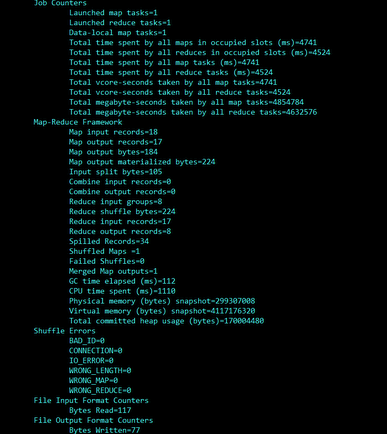 Job Counters
Launched map tasks=1
Launched reduce tasks=1
Data-local map tasks=1
Total time spent by all maps in occupied slots (ms)=4741
Total time spent by all reduces in occupied slots (ms)=4524
Total time spent by all map tasks (ms)=4741
Total time spent by all reduce tasks (ms)=4524
Total vcore-seconds taken by all map tasks=4741
Total vcore-seconds taken by all reduce tasks=4524
Total megabyte-seconds taken by all map tasks=4854784
Total megabyte-seconds taken by all reduce tasks=4632576
Map-Reduce Framework
Map input records=18
Map output records=17
Map output bytes=184
Map output materialized bytes=224
Input split bytes=105
Combine input records=0
Combine output records=0
Reduce input groups=8
Reduce shuffle bytes=224
Reduce input records=17
Reduce output records=8
Spilled Records=34
Shuffled Maps =1
Failed Shuffles=0
Merged Map outputs=1
GC time elapsed (ms)=112
CPU time spent (ms)=1110
Physical memory (bytes) snapshot=299307008
Virtual memory (bytes) snapshot=4117176320
Total committed heap usage (bytes)=170004480
Shuffle Errors
BAD_ID=0
CONNECTION=0
IO_ERROR=0
WRONG_LENGTH=0
WRONG_MAP=0
WRONG_REDUCE=0
File Input Format Counters
Bytes Read=117
File Output Format Counters
Bytes Written=77